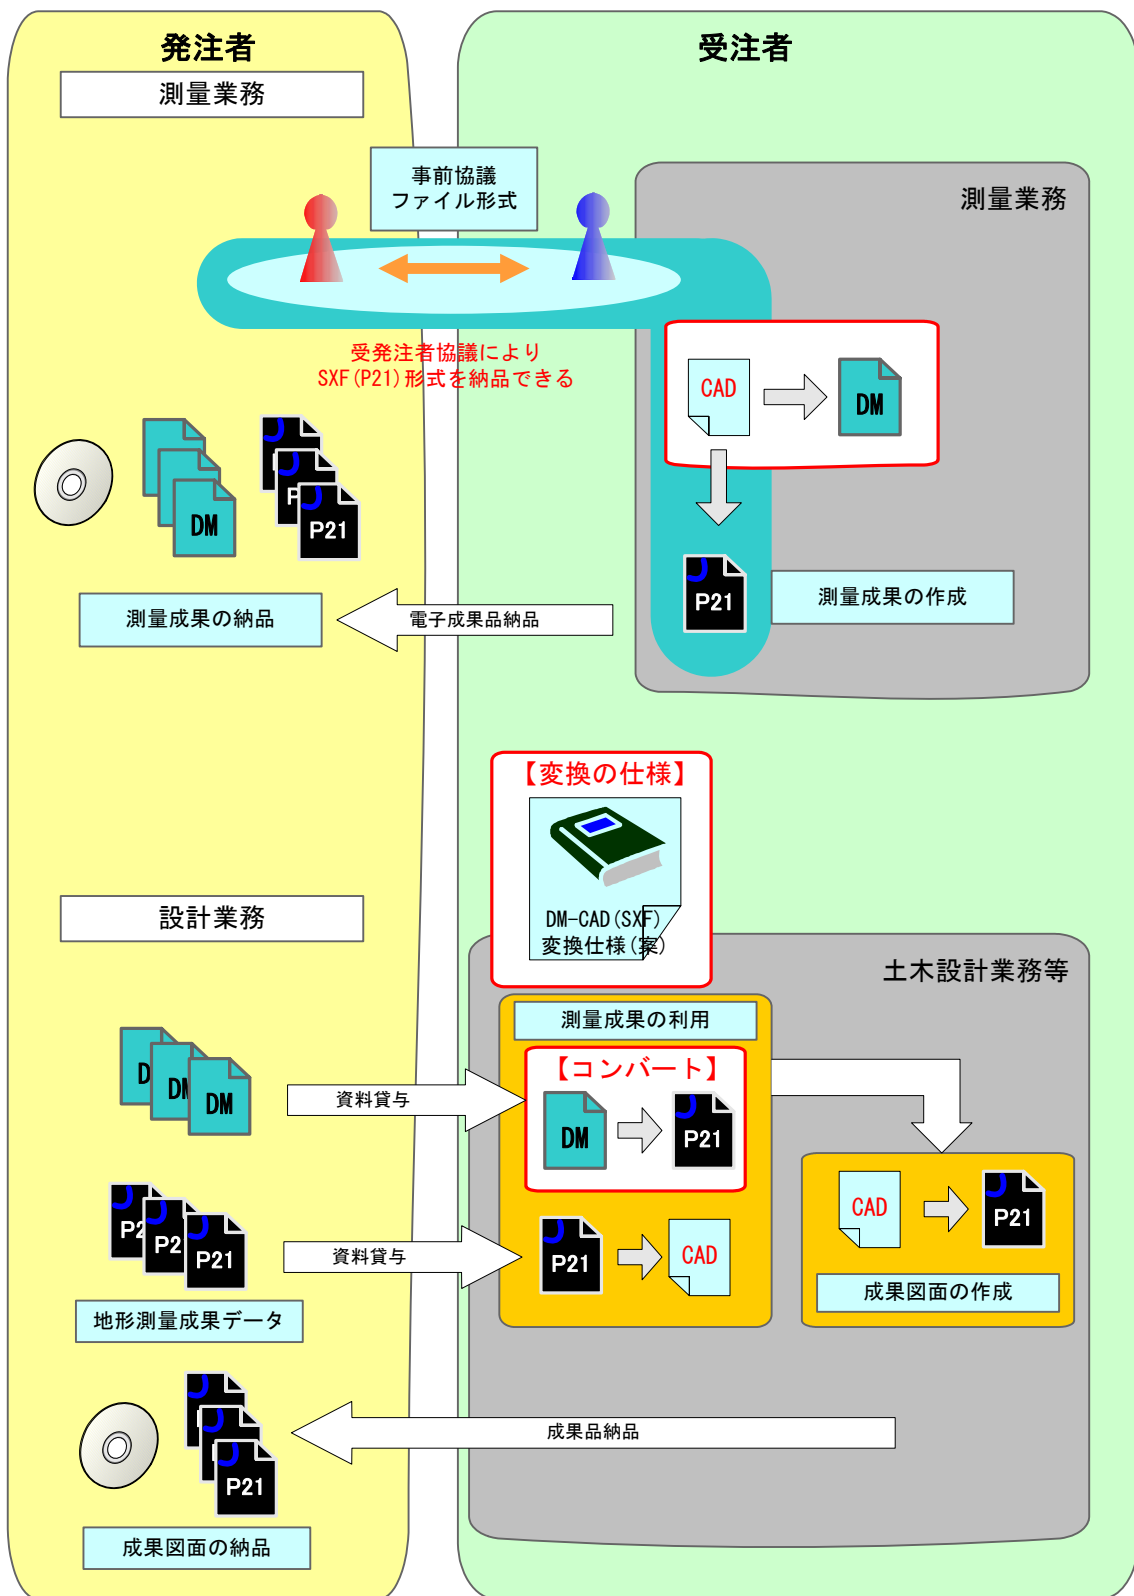 発注者
受注者
測量業務
事前協議
ファイル形式
測量業務
受発注者協議により
SXF(P21)形式を納品できる
CAD
DM
DM
P
P21
P21
測量成果の作成
測量成果の納品
電子成果品納品
【変換の仕様】
DM-CAD(SXF)
変換仕様(案)
設計業務
土木設計業務等
測量成果の利用
【コンバート】
D
DM
DM
資料貸与
DM
P21
P2
P2
P21
資料貸与
P21
CAD
CAD
P21
地形測量成果データ
成果図面の作成
成果品納品
P21
成果図面の納品